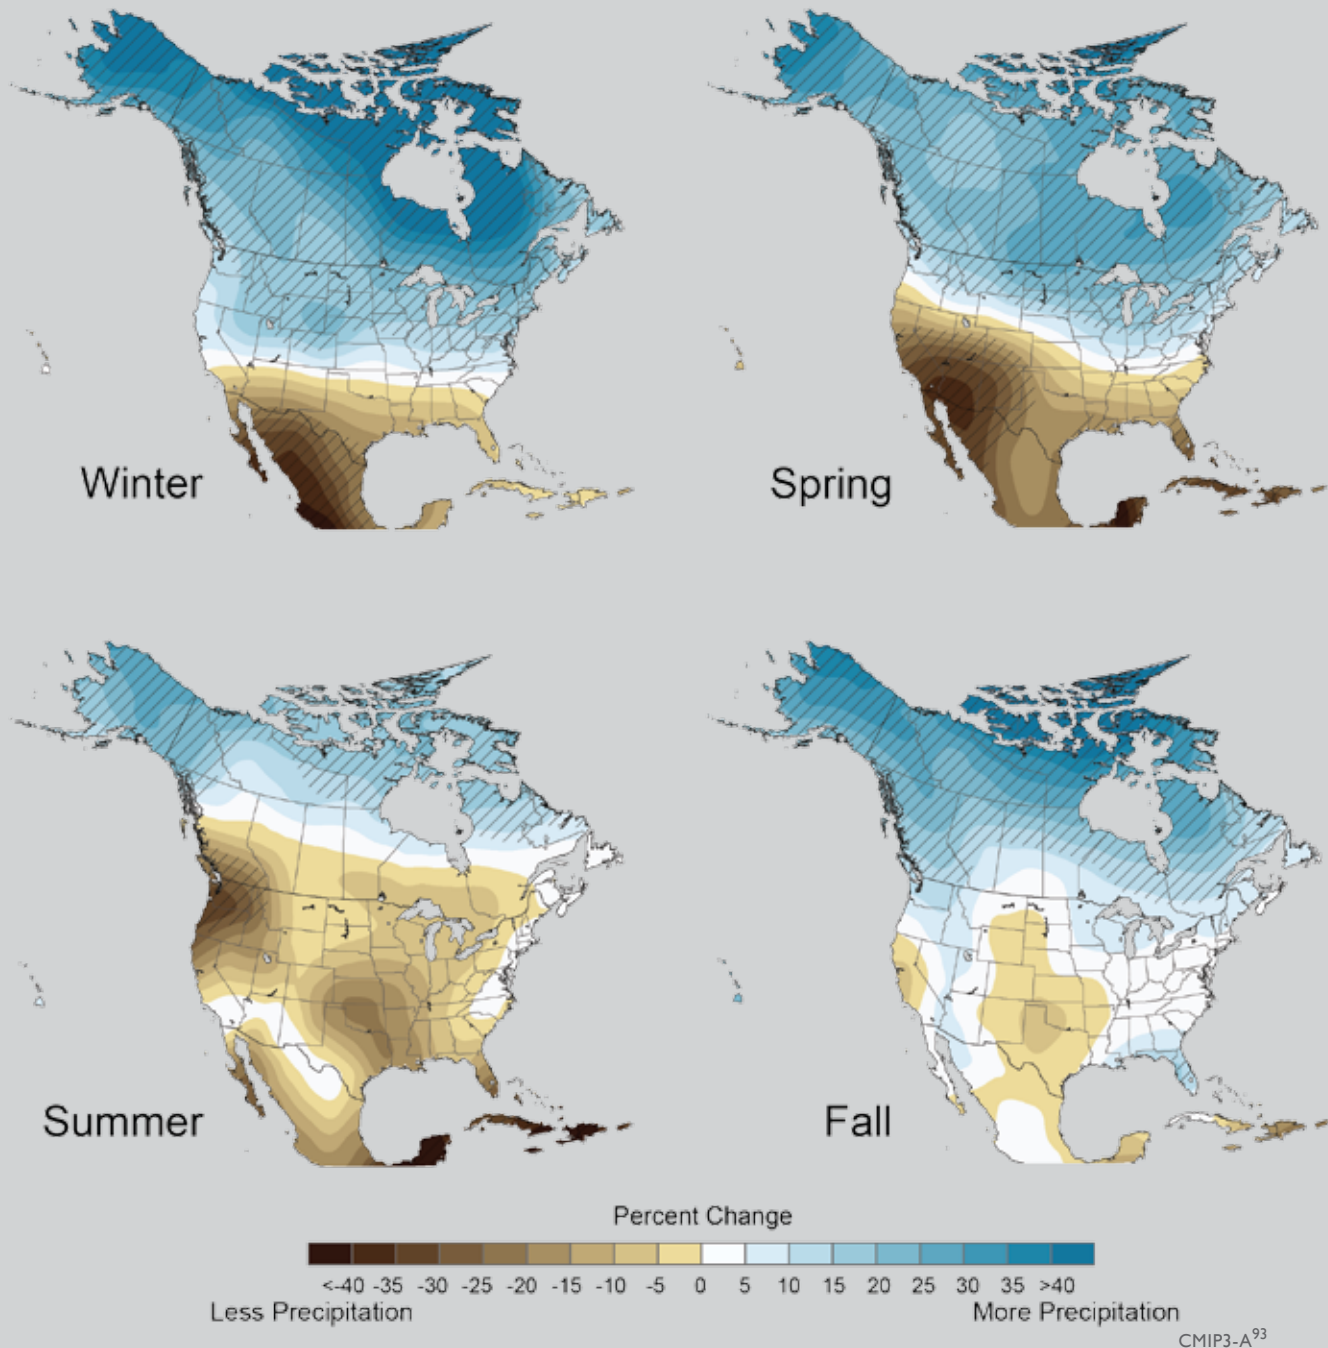 Winter
Spring
Summer
Fall
Percent Change
<-40 -35 -30 -25 -20 -15 -10 -5 0 5 10 15 20 25 30 35 >40
Less Precipitation
More Precipitation
CMIP3-A93